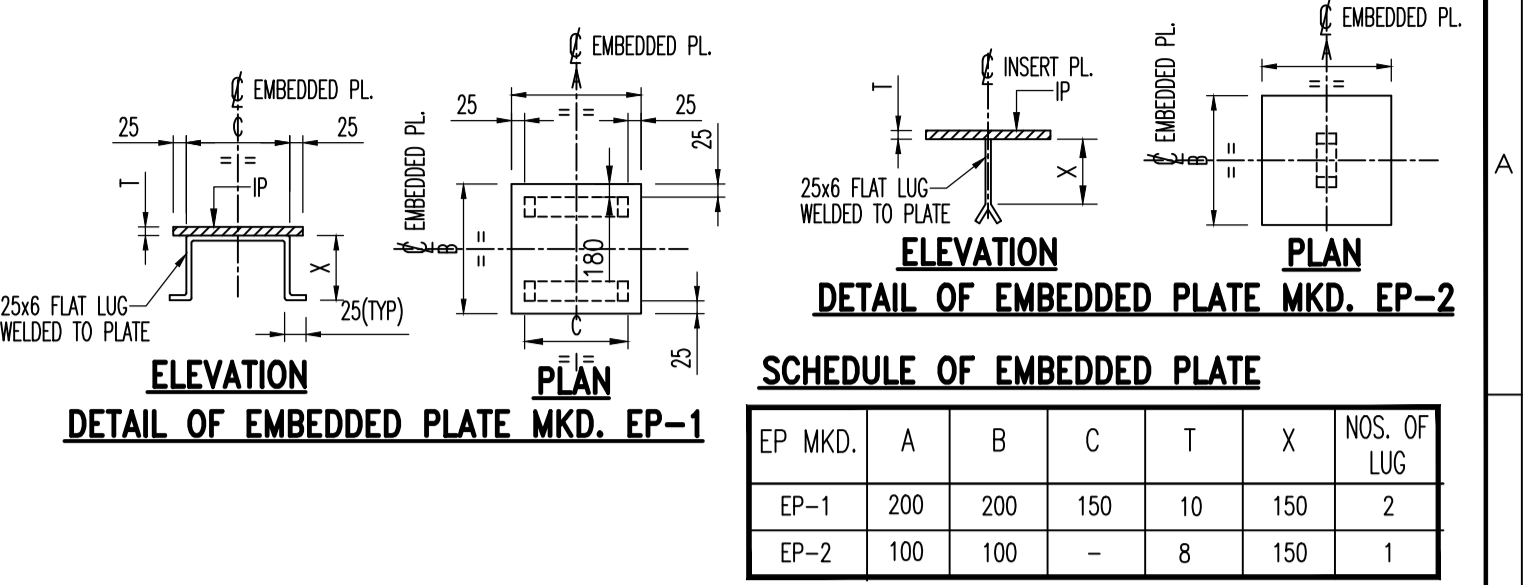 ℄ EMBEDDED PL.
25
C
25
= =
T
IP
X
25x6 FLAT LUG
WELDED TO PLATE
25(TYP)
ELEVATION
℄ EMBEDDED PL.
A
25
= =
25
25
℄ EMBEDDED PL.
B
=
=
180
C
= =
25
PLAN
DETAIL OF EMBEDDED PLATE MKD. EP-1
℄ INSERT PL.
IP
T
X
25x6 FLAT LUG
WELDED TO PLATE
ELEVATION
℄ EMBEDDED PL.
A
= =
℄ EMBEDDED PL.
B
=
=
PLAN
DETAIL OF EMBEDDED PLATE MKD. EP-2
SCHEDULE OF EMBEDDED PLATE
EP MKD. A B C T X NOS. OF LUG
EP-1 200 200 150 10 150 2
EP-2 100 100 - 8 150 1
A